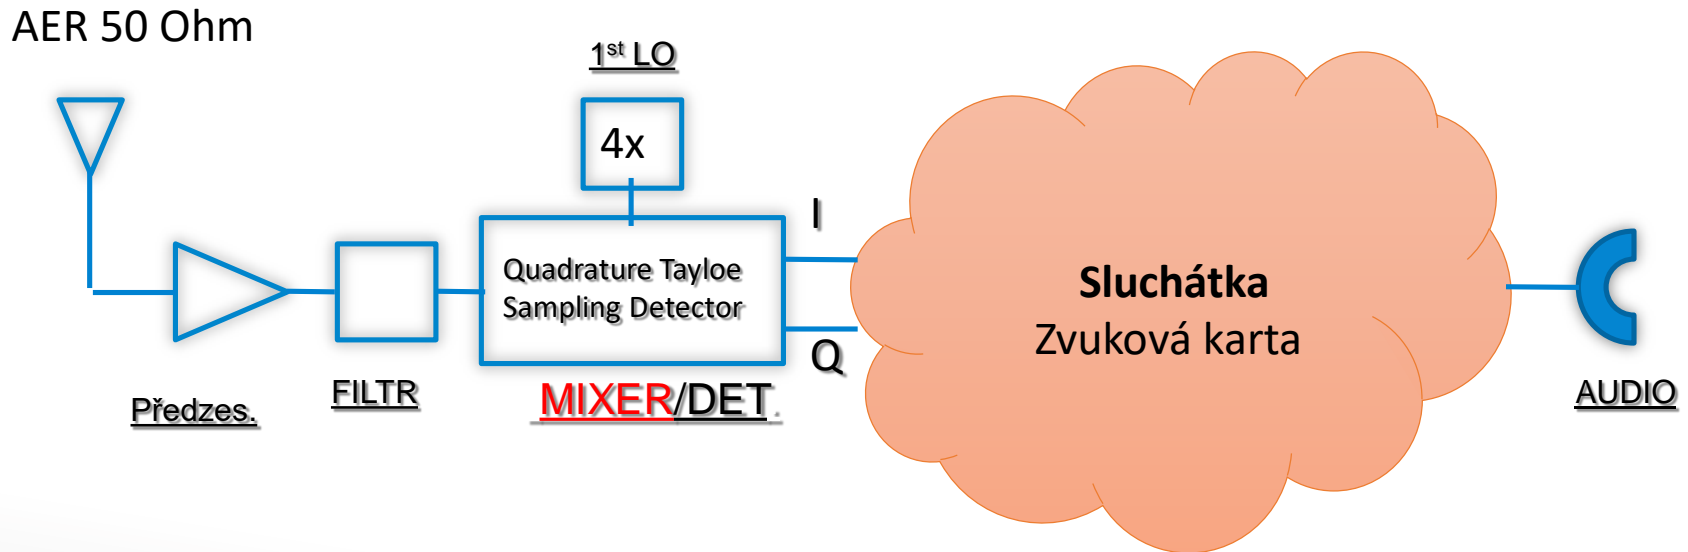 AER 50 Ohm
1st LO
4x
Quadrature Tayloe
Sampling Detector
I
Q
Předzes.
FILTR
MIXER/DET.
Sluchátka
Zvuková karta
AUDIO